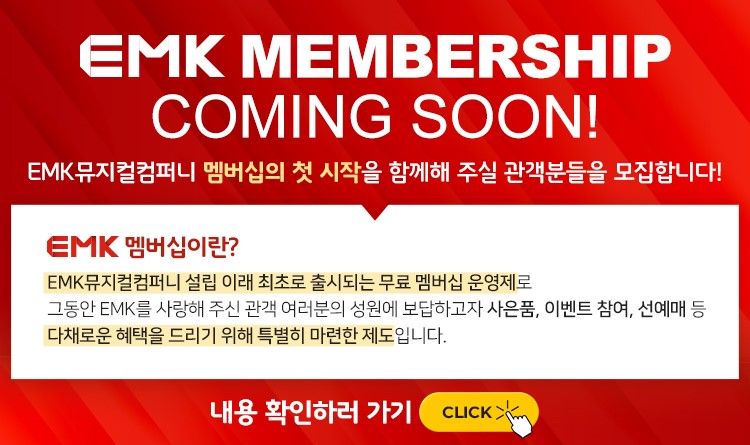 EMK MEMBERSHIP
COMING SOON!
EMK뮤지컬컴퍼니 멤버십의 첫 시작을 함께해 주실 관객분들을 모집합니다!
EMK 멤버십이란?
EMK뮤지컬컴퍼니 설립 이래 최초로 출시되는 무료 멤버십 운영제로
그동안 EMK를 사랑해 주신 관객 여러분의 성원에 보답하고자 사은품, 이벤트 참여, 선예매 등
다채로운 혜택을 드리기 위해 특별히 마련한 제도입니다.
내용 확인하러 가기 CLICK